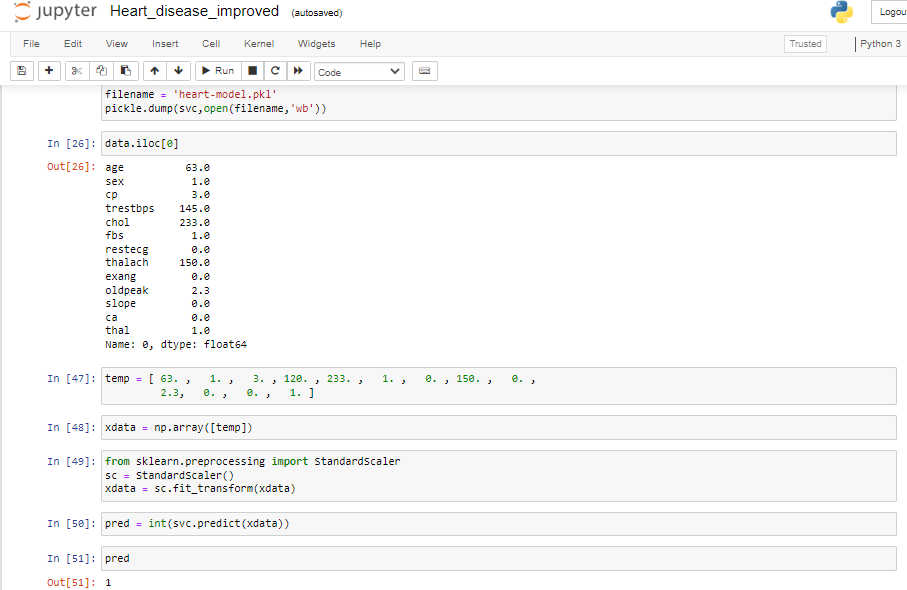 jupyter Heart_disease_improved (autosaved)
Logou
File Edit View Insert Cell Kernel Widgets Help
Trusted
Python 3
Run
Code
filename = 'heart-model.pkl'
pickle.dump(svc,open(filename,'wb'))
In [26]: data.iloc[0]
Out[26]: age 63.0
sex 1.0
cp 3.0
trestbps 145.0
chol 233.0
fbs 1.0
restecg 0.0
thalach 150.0
exang 0.0
oldpeak 2.3
slope 0.0
ca 0.0
thal 1.0
Name: 0, dtype: float64
In [47]: temp = [ 63. , 1. , 3. , 120. , 233. , 1. , 0. , 150. , 0. ,
2.3, 0. , 0. , 1. ]
In [48]: xdata = np.array([temp])
In [49]: from sklearn.preprocessing import StandardScaler
sc = StandardScaler()
xdata = sc.fit_transform(xdata)
In [50]: pred = int(svc.predict(xdata))
In [51]: pred
Out[51]: 1